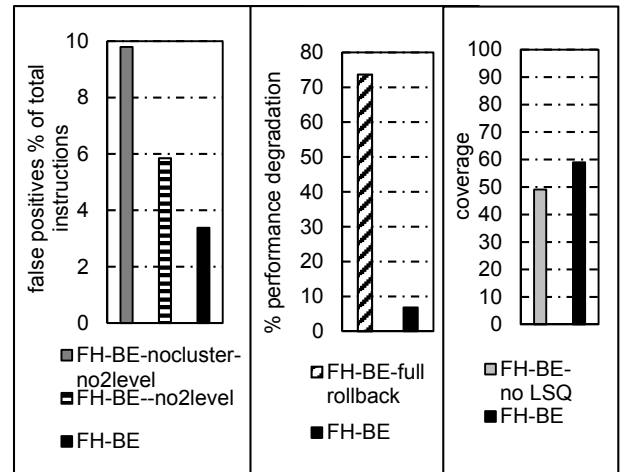 false positives % of total
instructions
10
8
6
4
2
0
FH-BE-nocluster-
no2level
FH-BE--no2level
FH-BE
% performance degradation
80
70
60
50
40
30
20
10
0
FH-BE-full
rollback
FH-BE
coverage
100
90
80
70
60
50
40
30
20
10
0
FH-BE-
no LSQ
FH-BE